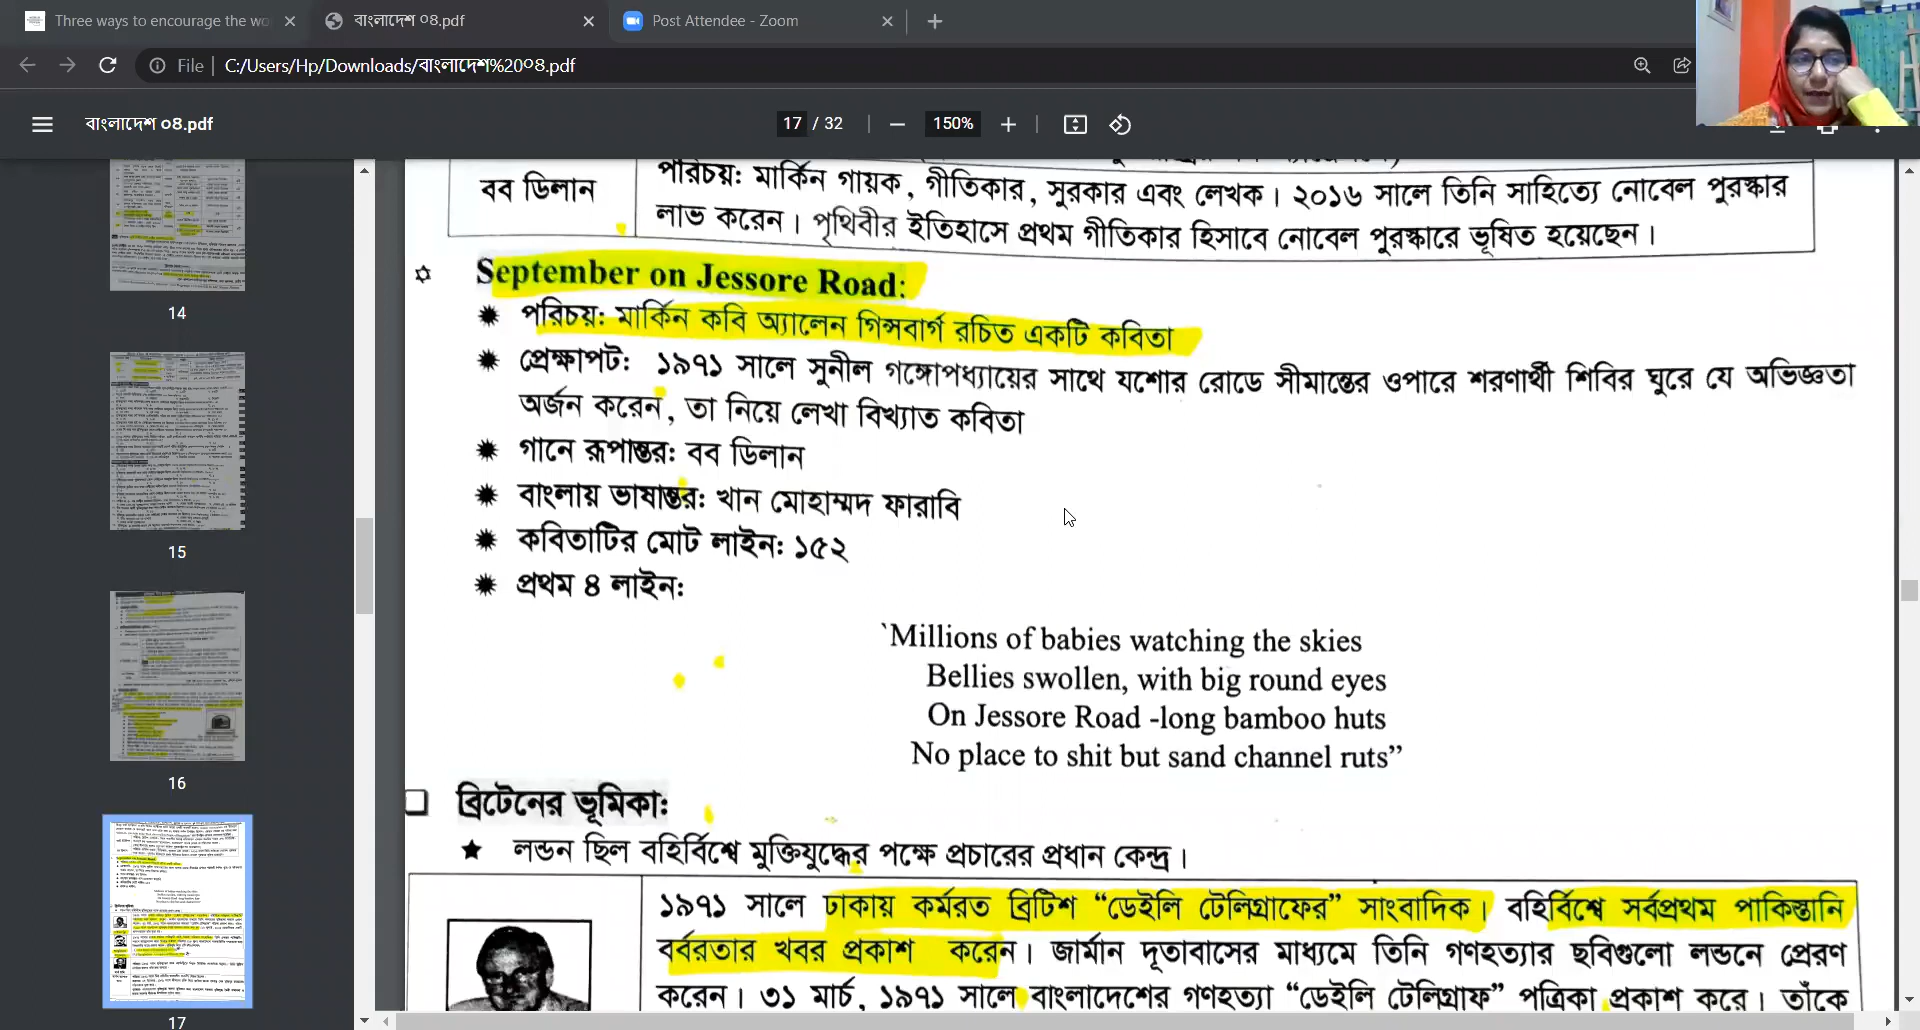 Three ways to encourage the wo
বাংলাদেশ ০৪.pdf
Post Attendee - Zoom
File | C:/Users/Hp/Downloads/বাংলাদেশ%20০৪.pdf
বাংলাদেশ ০৪.pdf
17 / 32
150%
14
15
16
17
বব ডিলান
পরিচয়: মার্কিন গায়ক, গীতিকার, সুরকার এবং লেখক। ২০১৬ সালে তিনি সাহিত্যে নোবেল পুরস্কার
লাভ করেন। পৃথিবীর ইতিহাসে প্রথম গীতিকার হিসাবে নোবেল পুরস্কারে ভূষিত হয়েছেন।
September on Jessore Road:
পরিচয়: মার্কিন কবি অ্যালেন গিন্সবার্গ রচিত একটি কবিতা
প্রেক্ষাপট: ১৯৭১ সালে সুনীল গঙ্গোপধ্যায়ের সাথে যশোর রোডে সীমান্তের ওপারে শরণার্থী শিবির ঘুরে যে অভিজ্ঞতা
অর্জন করেন, তা নিয়ে লেখা বিখ্যাত কবিতা
গানে রূপান্তর: বব ডিলান
বাংলায় ভাষান্তর: খান মোহাম্মদ ফারাবি
কবিতাটির মোট লাইন: ১৫২
প্রথম ৪ লাইন:
`Millions of babies watching the skies
Bellies swollen, with big round eyes
On Jessore Road -long bamboo huts
No place to shit but sand channel ruts”
ব্রিটেনের ভূমিকা:
★ লন্ডন ছিল বহির্বিশ্বে মুক্তিযুদ্ধের পক্ষে প্রচারের প্রধান কেন্দ্র।
১৯৭১ সালে ঢাকায় কর্মরত ব্রিটিশ “ডেইলি টেলিগ্রাফের” সাংবাদিক। বহির্বিশ্বে সর্বপ্রথম পাকিস্তানি
বর্বরতার খবর প্রকাশ করেন। জার্মান দূতাবাসের মাধ্যমে তিনি গণহত্যার ছবিগুলো লন্ডনে প্রেরণ
করেন। ৩১ মার্চ, ১৯৭১ সালে বাংলাদেশের গণহত্যা “ডেইলি টেলিগ্রাফ” পত্রিকা প্রকাশ করে। তাঁকে